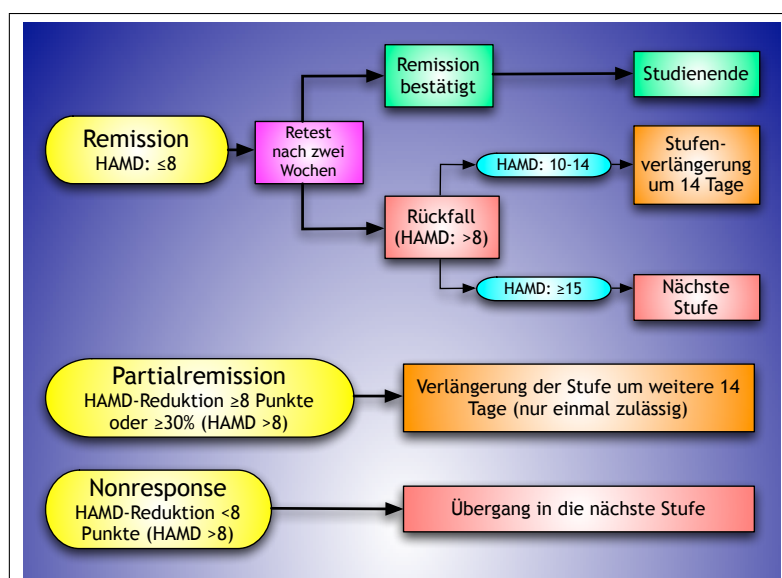 Remission
HAMD: ≤8
Retest
nach zwei
Wochen
Remission
bestätigt
Studienende
Rückfall
(HAMD: >8)
HAMD: 10-14
Stufen-
verlängerung
um 14 Tage
HAMD: ≥15
Nächste
Stufe
Partialremission
HAMD-Reduktion ≥8 Punkte
oder ≥30% (HAMD >8)
Verlängerung der Stufe um weitere 14
Tage (nur einmal zulässig)
Nonresponse
HAMD-Reduktion <8
Punkte (HAMD >8)
Übergang in die nächste Stufe